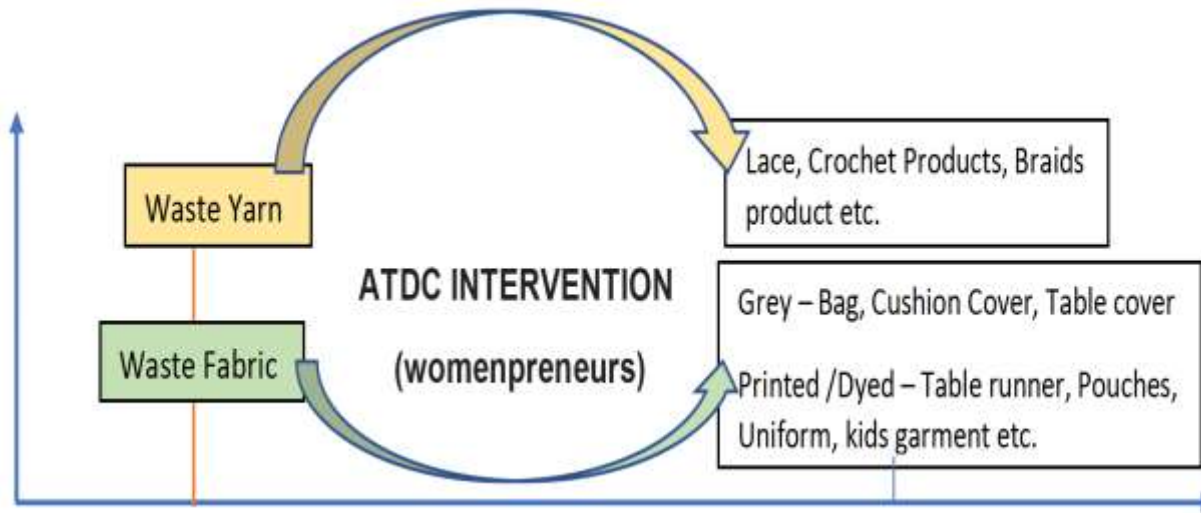 Waste Yarn
Lace, Crochet Products, Braids
product etc.
ATDC INTERVENTION
(womenpreneurs)
Waste Fabric
Grey – Bag, Cushion Cover, Table cover
Printed /Dyed – Table runner, Pouches,
Uniform, kids garment etc.